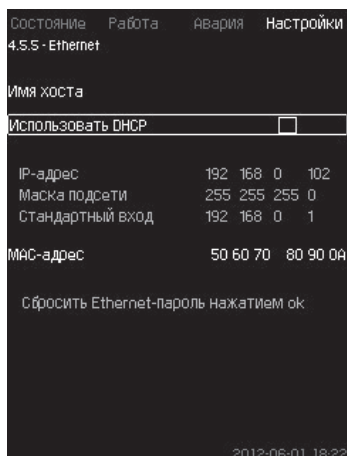 Состояние Работа Авария Настройки
4.5.5 - Ethernet
Имя хоста
Использовать DHCP
IP-адрес 192 168 0 102
Маска подсети 255 255 255 0
Стандартный вход 192 168 0 1
MAC-адрес 50 60 70 80 90 0A
Сбросить Ethernet-пароль нажатием ok
2012-06-01 18:22